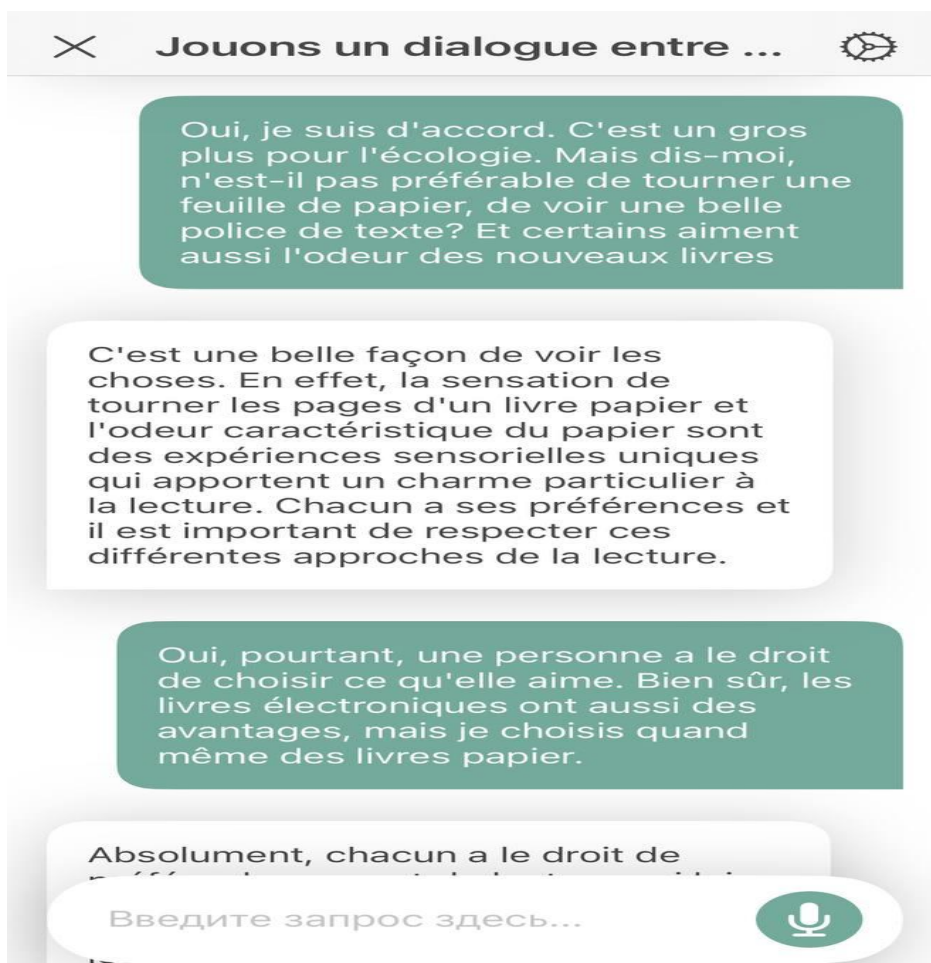 Jouons un dialogue entre ...
Oui, je suis d'accord. C'est un gros
plus pour l'écologie. Mais dis-moi,
n'est-il pas préférable de tourner une
feuille de papier, de voir une belle
police de texte? Et certains aiment
aussi l'odeur des nouveaux livres
C'est une belle façon de voir les
choses. En effet, la sensation de
tourner les pages d'un livre papier et
l'odeur caractéristique du papier sont
des expériences sensorielles uniques
qui apportent un charme particulier à
la lecture. Chacun a ses préférences et
il est important de respecter ces
différentes approches de la lecture.
Oui, pourtant, une personne a le droit
de choisir ce qu'elle aime. Bien sûr, les
livres électroniques ont aussi des
avantages, mais je choisis quand
même des livres papier.
Absolument, chacun a le droit de
Введите запрос здесь...